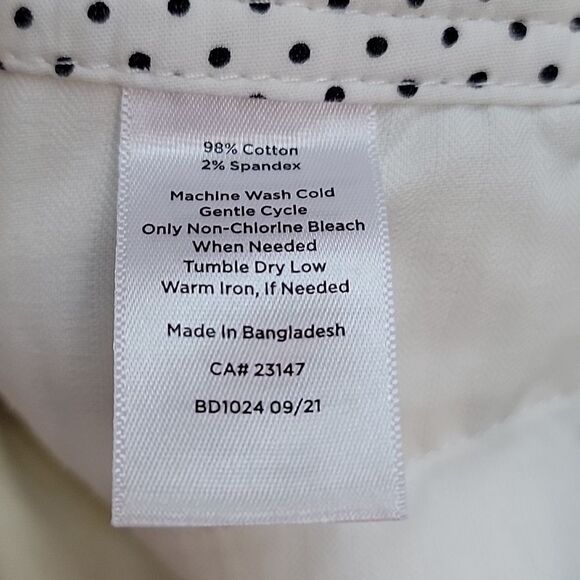 98% Cotton
2% Spandex
Machine Wash Cold
Gentle Cycle
Only Non-Chlorine Bleach
When Needed
Tumble Dry Low
Warm Iron, If Needed
Made In Bangladesh
CA# 23147
BD1024 09/21